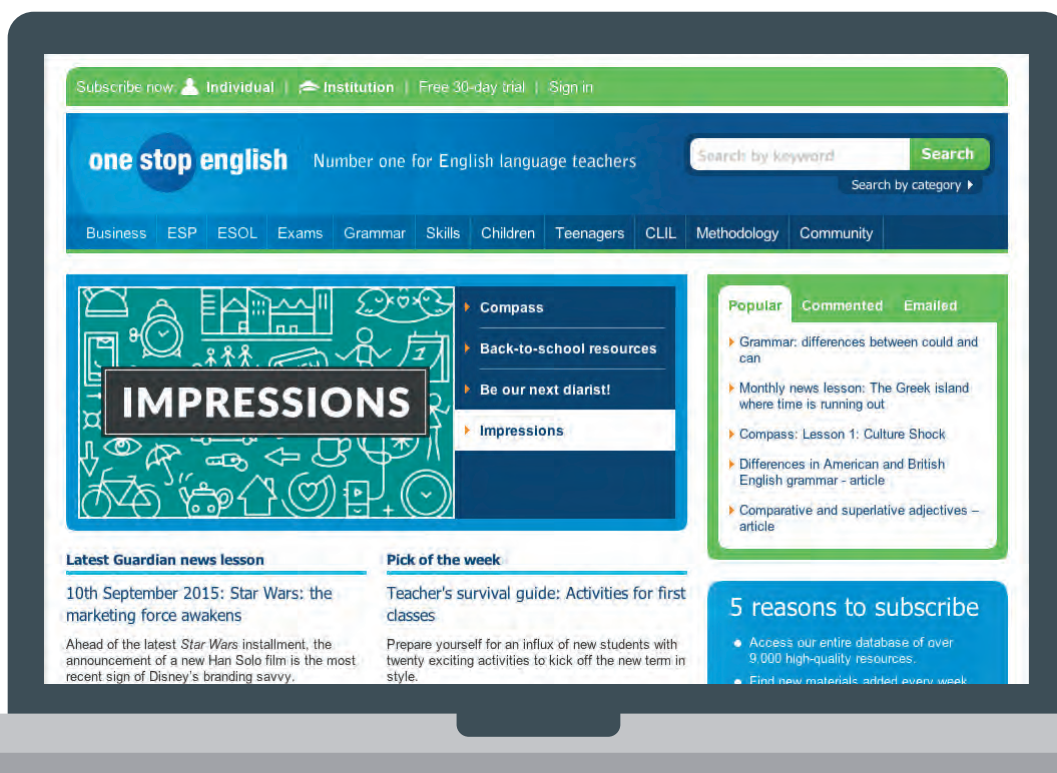 Subscribe now: Individual | Institution | Free 30-day trial | Sign in
one stop english
Number one for English language teachers
Search by keyword
Search
Search by category
Business ESP ESOL Exams Grammar Skills Children Teenagers CLIL Methodology Community
IMPRESSIONS
1
7
Compass
Back-to-school resources
Be our next diarist!
Impressions
Popular Commented Emailed
Grammar: differences between could and
can
Monthly news lesson: The Greek island
where time is running out
Compass: Lesson 1: Culture Shock
Differences in American and British
English grammar - article
Comparative and superlative adjectives –
article
Latest Guardian news lesson
10th September 2015: Star Wars: the
marketing force awakens
Ahead of the latest Star Wars installment, the
announcement of a new Han Solo film is the most
recent sign of Disney's branding savvy.
Pick of the week
Teacher's survival guide: Activities for first
classes
Prepare yourself for an influx of new students with
twenty exciting activities to kick off the new term in
style.
5 reasons to subscribe
Access our entire database of over
9,000 high-quality resources.
Find new materials added every week